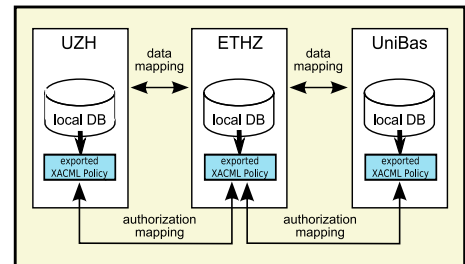 UZH
ETHZ
UniBas
data
mapping
data
mapping
local DB
local DB
local DB
exported
XACML Policy
exported
XACML Policy
exported
XACML Policy
authorization
mapping
authorization
mapping